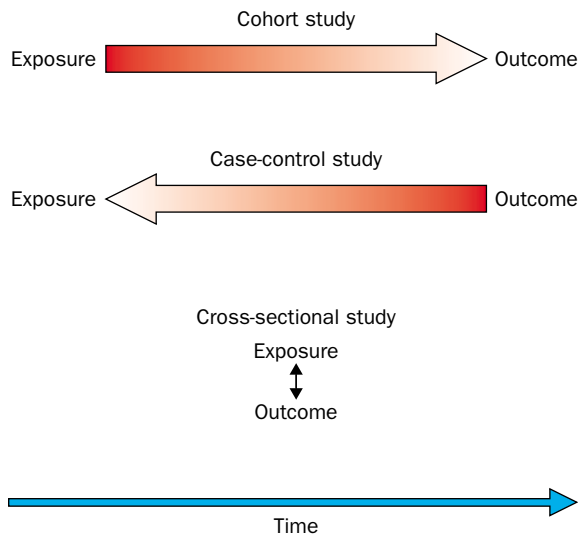 Cohort study
Exposure
Outcome
Case-control study
Exposure
Outcome
Cross-sectional study
Exposure
Outcome
Time